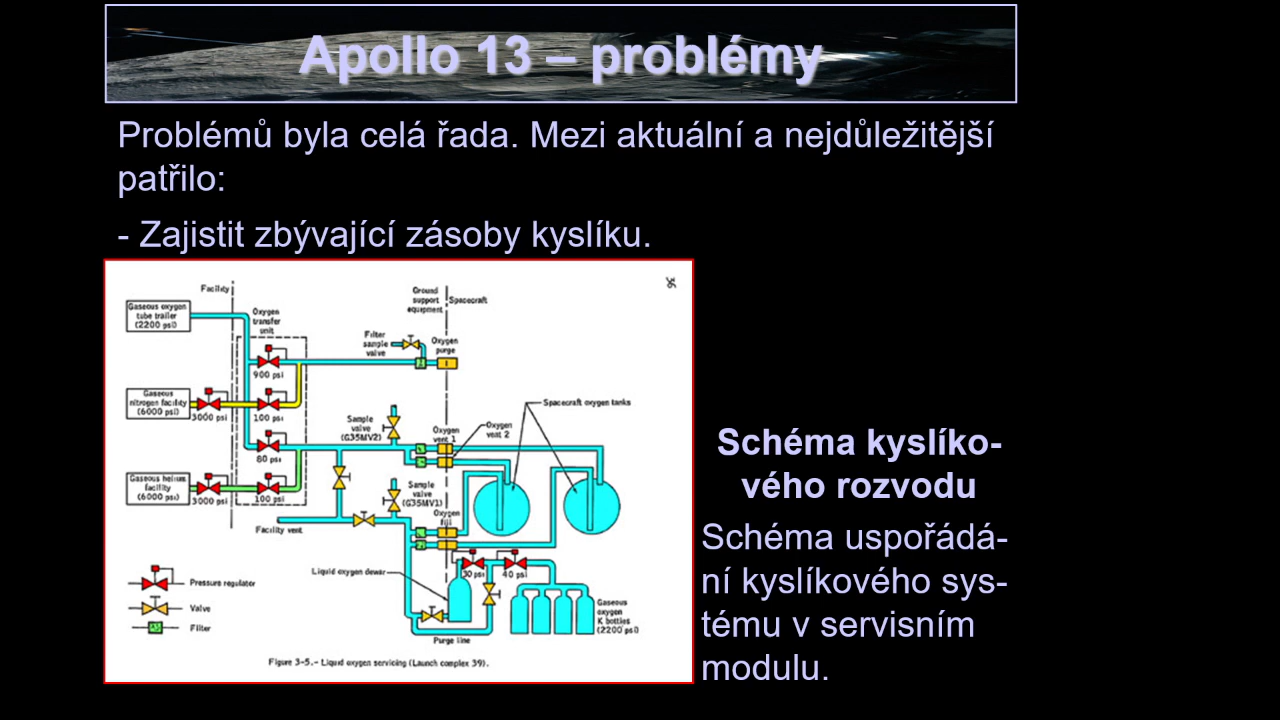 Apollo 13 – problémy
Problémů byla celá řada. Mezi aktuální a nejdůležitější
patřilo:
- Zajistit zbývající zásoby kyslíku.
Facility
Ground
support
equipment
Spacecraft
36
Gaseous oxygen
tube trailer
(2200 psi)
Oxygen
transfer
unit
Filter
sample
valve
Oxygen
purge
900 psi
Gaseous
nitrogen facility
(6000 psi)
3000 psi
100 psi
Sample
valve
(G35MV2)
Oxygen
vent 1
Oxygen
vent 2
Spacecraft oxygen tanks
80 psi
Gaseous helium
facility
(6000 psi)
3000 psi
100 psi
Sample
valve
(G35MV1)
Oxygen
fill
Facility vent
Liquid oxygen dewar
30 psi
40 psi
Pressure regulator
Valve
Filter
Gaseous
oxygen
K bottles
(2200 psi)
Purge line
Figure 3-5.- Liquid oxygen servicing (Launch complex 39).
Schéma kyslíko-
vého rozvodu
Schéma uspořádá-
ní kyslíkového sys-
tému v servisním
modulu.